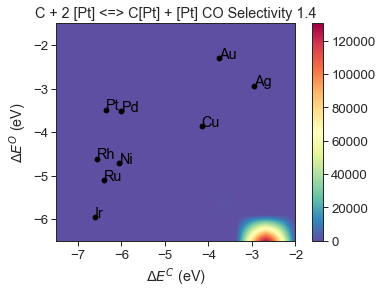 C + 2 [Pt] <=> C[Pt] + [Pt] CO Selectivity 1.4
−2
−3
−4
−5
−6
ΔE^O (eV)
Au
Ag
Pt
Pd
Cu
Rh
Ni
Ru
Ir
−7
−6
−5
−4
−3
−2
ΔE^C (eV)
120000
100000
80000
60000
40000
20000
0